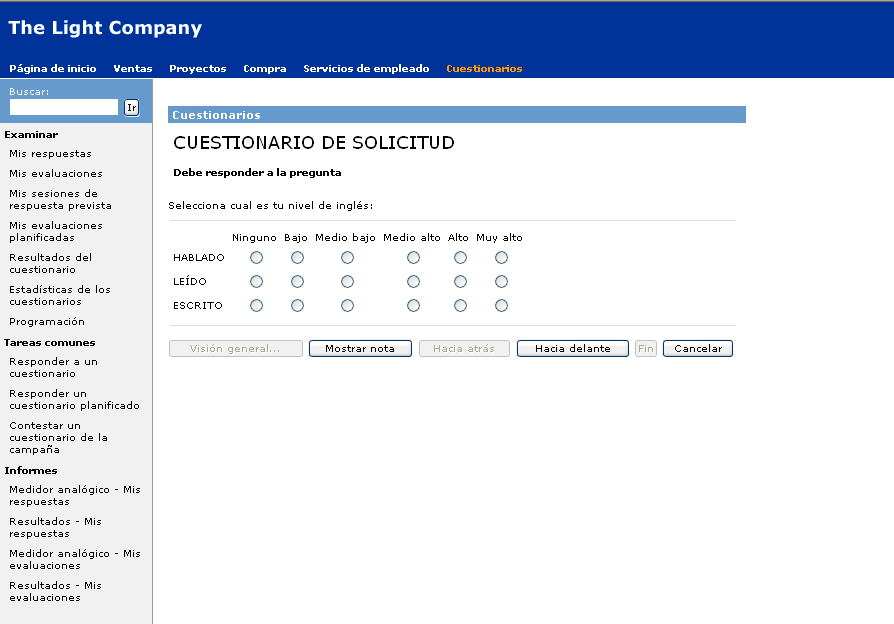 The Light Company
Página de inicio Ventas Proyectos Compra Servicios de empleado Cuestionarios
Buscar:
Ir
Examinar
Mis respuestas
Mis evaluaciones
Mis sesiones de
respuesta prevista
Mis evaluaciones
planificadas
Resultados del
cuestionario
Estadísticas de los
cuestionarios
Programación
Tareas comunes
Responder a un
cuestionario
Responder un
cuestionario planificado
Contestar un
cuestionario de la
campaña
Informes
Medidor analógico - Mis
respuestas
Resultados - Mis
respuestas
Medidor analógico - Mis
evaluaciones
Resultados - Mis
evaluaciones
Cuestionarios
CUESTIONARIO DE SOLICITUD
Debe responder a la pregunta
Selecciona cual es tu nivel de inglés:
Ninguno Bajo Medio bajo Medio alto Alto Muy alto
HABLADO
LEÍDO
ESCRITO
Visión general... Mostrar nota Hacia atrás Hacia delante Fin Cancelar